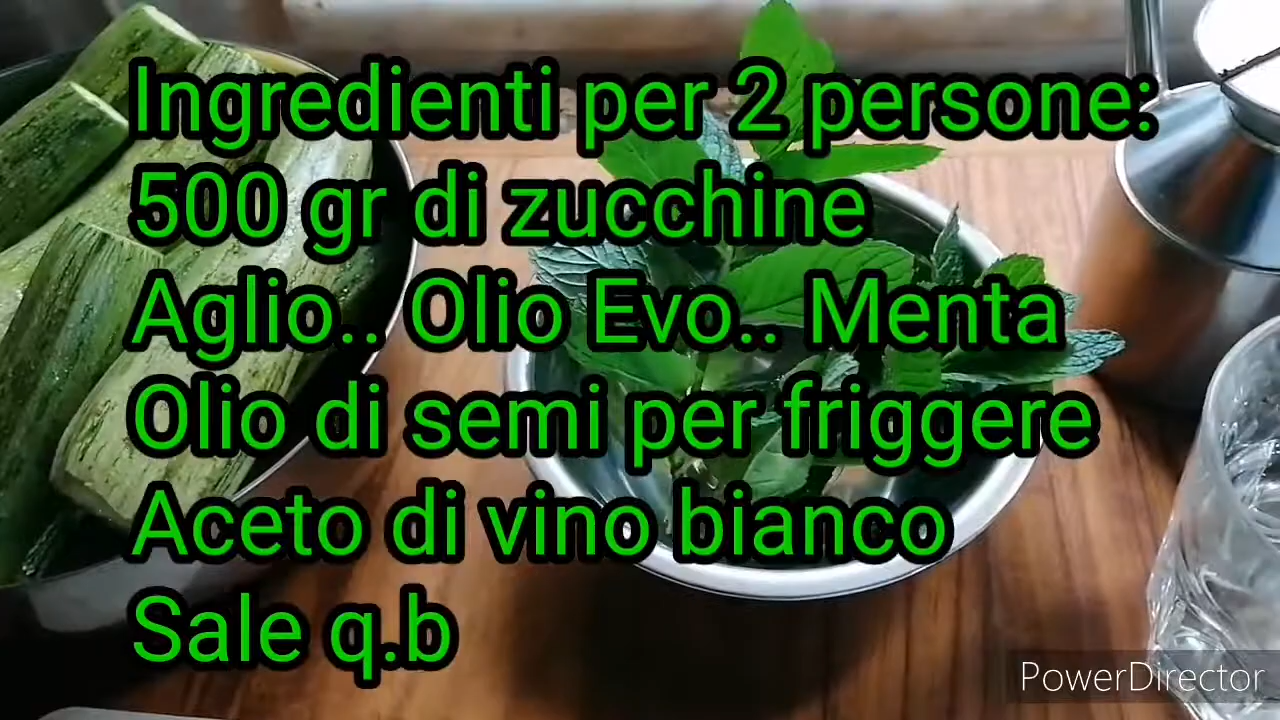 Ingredienti per 2 persone:
500 gr di zucchine
Aglio.. Olio Evo.. Menta
Olio di semi per friggere
Aceto di vino bianco
Sale q.b
PowerDirector